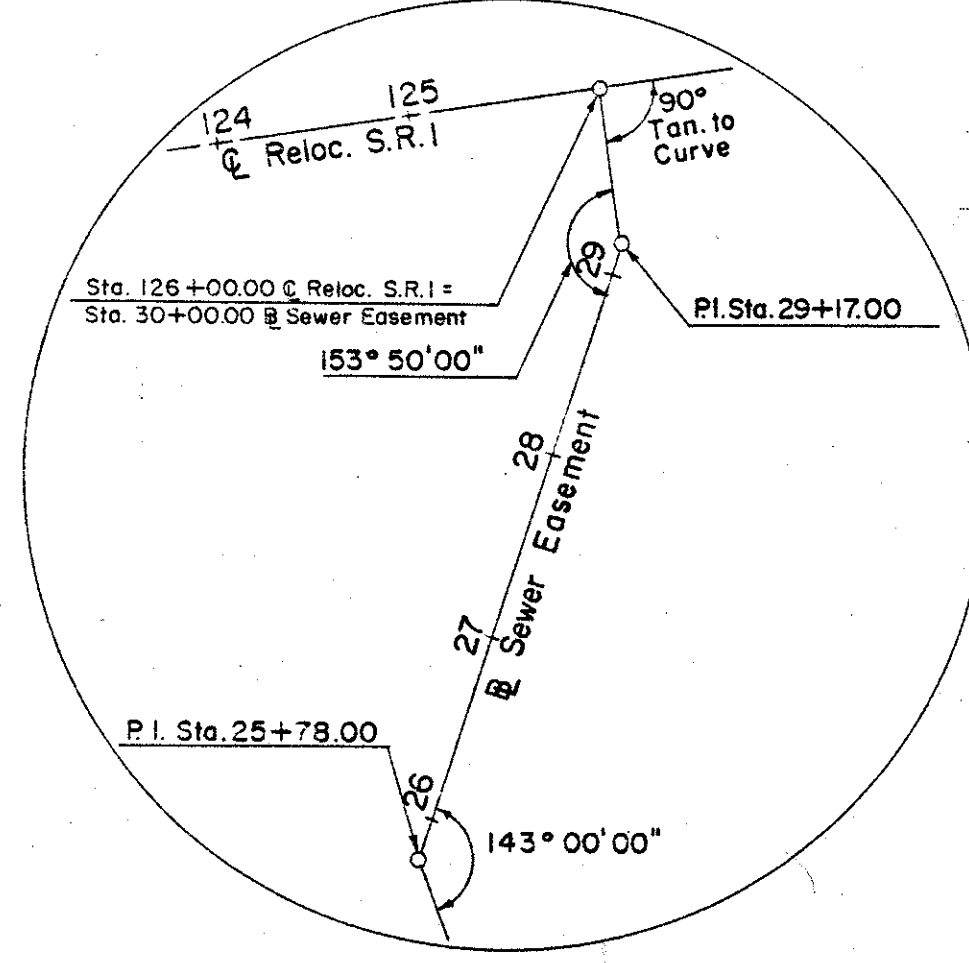 124
125
℄ Reloc. S.R.1
90°
Tan. to
Curve
29
Sta. 126+00.00 ℄ Reloc. S.R.1 =
Sta. 30+00.00 BL Sewer Easement
P.I. Sta. 29+17.00
153° 50' 00"
28
27
BL Sewer Easement
P.I. Sta. 25+78.00
26
143° 00' 00"